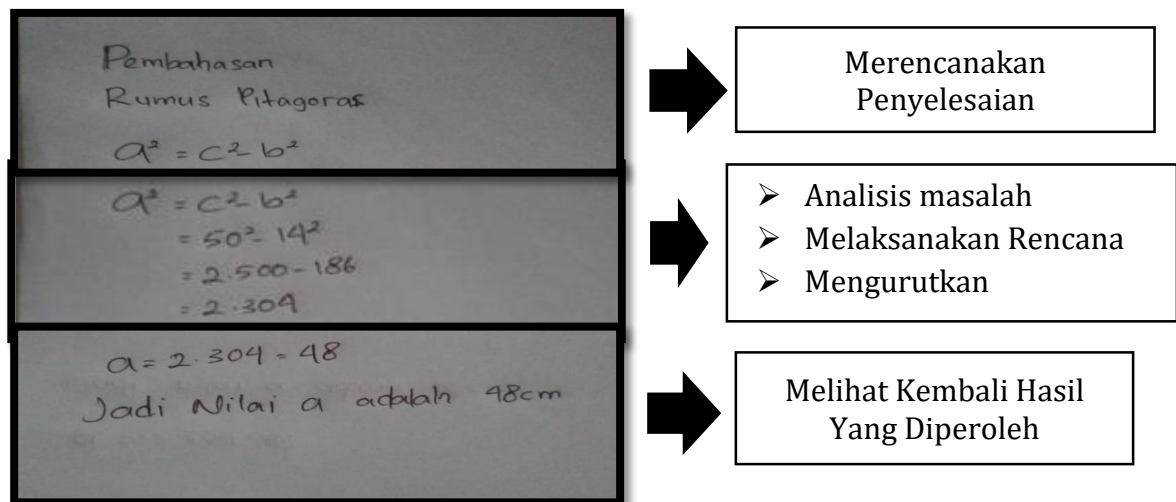 Pembahasan
Rumus Pitagoras
a² = c² - b²
a² = c² - b²
= 50² - 14²
= 2.500 - 186
= 2.304
a = 2.304 = 48
Jadi Nilai a adalah 48cm
Merencanakan
Penyelesaian
➢ Analisis masalah
➢ Melaksanakan Rencana
➢ Mengurutkan
Melihat Kembali Hasil
Yang Diperoleh